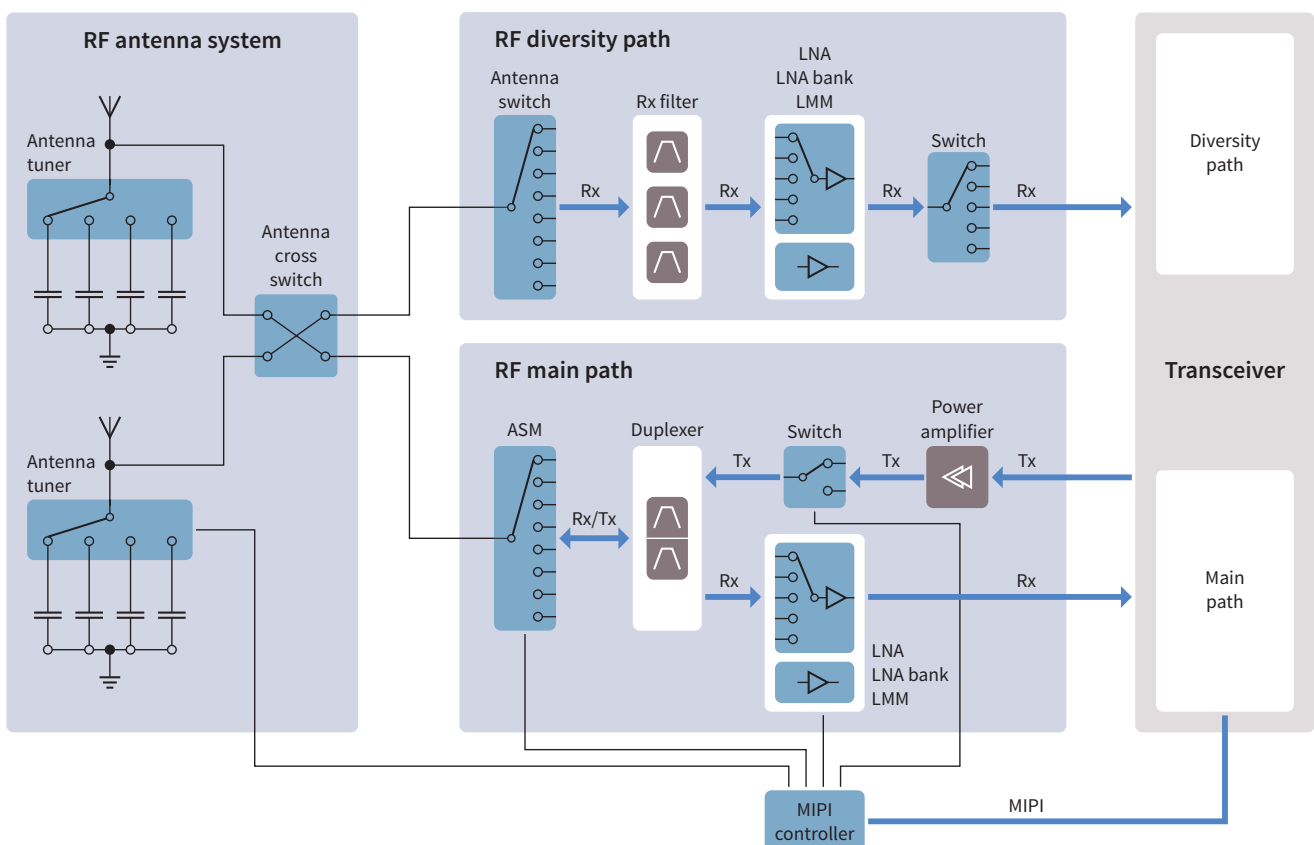 RF antenna system
Antenna
tuner
Antenna
cross
switch
Antenna
tuner
RF diversity path
Antenna
switch
Rx filter
LNA
LNA bank
LMM
Switch
Rx
Rx
Rx
Rx
RF main path
ASM
Duplexer
Switch
Power
amplifier
Rx/Tx
Tx
Tx
Tx
Rx
Rx
LNA
LNA bank
LMM
Diversity
path
Transceiver
Main
path
MIPI
controller
MIPI